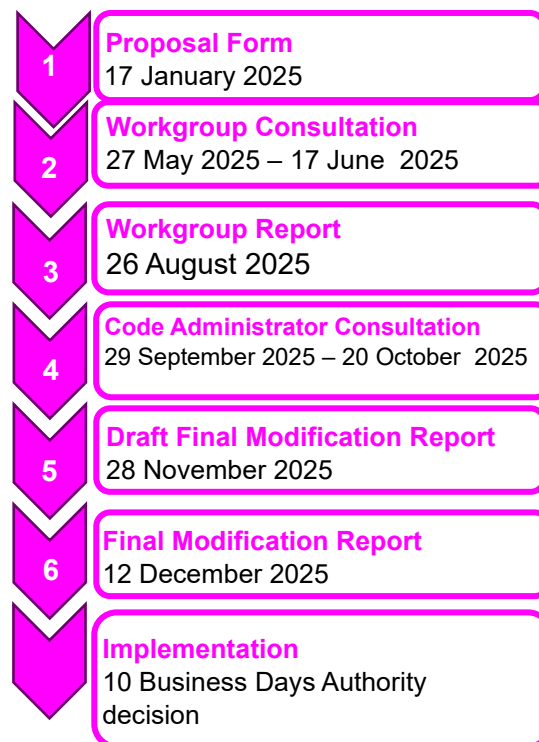 1
Proposal Form
17 January 2025
2
Workgroup Consultation
27 May 2025 – 17 June  2025
3
Workgroup Report
26 August 2025
4
Code Administrator Consultation
29 September 2025 – 20 October  2025
5
Draft Final Modification Report
28 November 2025
6
Final Modification Report
12 December 2025
Implementation
10 Business Days Authority
decision